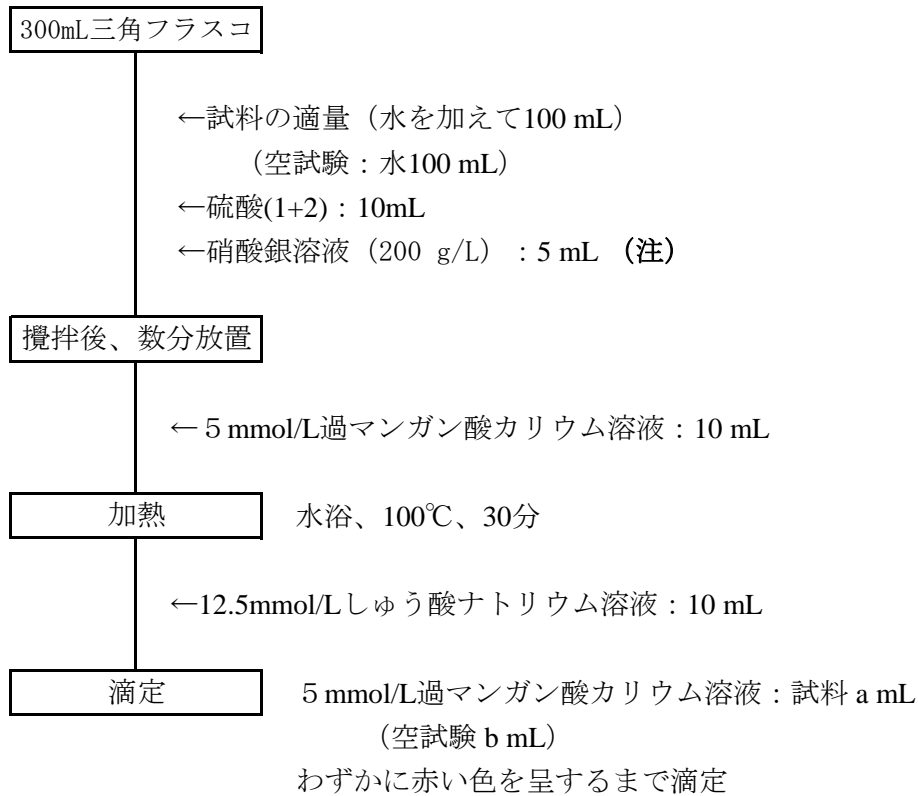 300mL三角フラスコ
←試料の適量（水を加えて100 mL）
（空試験：水100 mL）
←硫酸(1+2)：10mL
←硝酸銀溶液（200 g/L）：5 mL （注）
攪拌後、数分放置
←５mmol/L過マンガン酸カリウム溶液：10 mL
加熱 水浴、100℃、30分
←12.5mmol/Lしゅう酸ナトリウム溶液：10 mL
滴定 ５mmol/L過マンガン酸カリウム溶液：試料 a mL
（空試験 b mL）
わずかに赤い色を呈するまで滴定